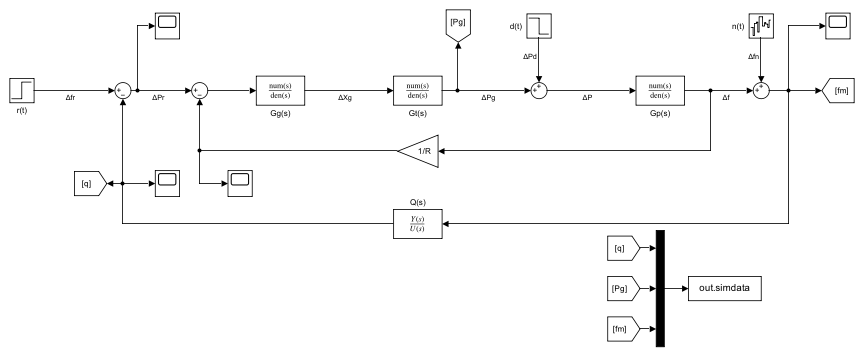 [Pg]
d(t)
n(t)
ΔPd
Δfn
r(t)
Δfr
+
−
ΔPr
+
−
num(s)
den(s)
Gg(s)
ΔXg
num(s)
den(s)
Gt(s)
ΔPg
+
+
ΔP
num(s)
den(s)
Gp(s)
Δf
+
+
[fm]
1/R
[q]
Q(s)
Y(s)
U(s)
[q]
[Pg]
out.simdata
[fm]